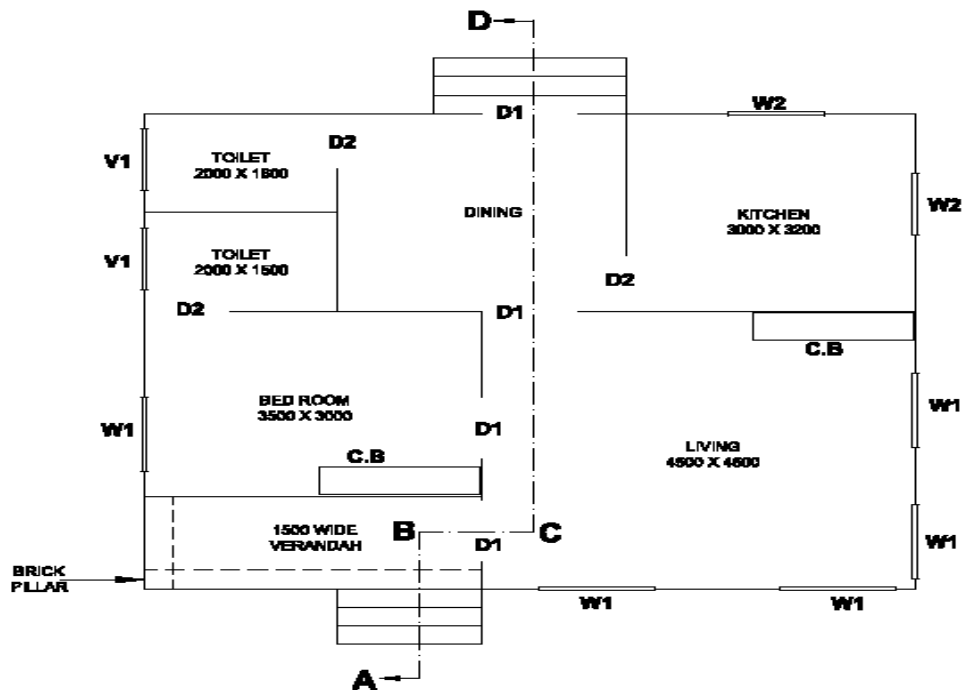 D
D1
W2
V1
TOILET
2000 X 1800
D2
DINING
KITCHEN
3000 X 3200
W2
V1
TOILET
2000 X 1500
D2
D2
D1
C.B
BED ROOM
3500 X 3000
W1
D1
W1
C.B
LIVING
4500 X 4500
1500 WIDE
VERANDAH
B
C
D1
W1
BRICK
PILLAR
W1
W1
A